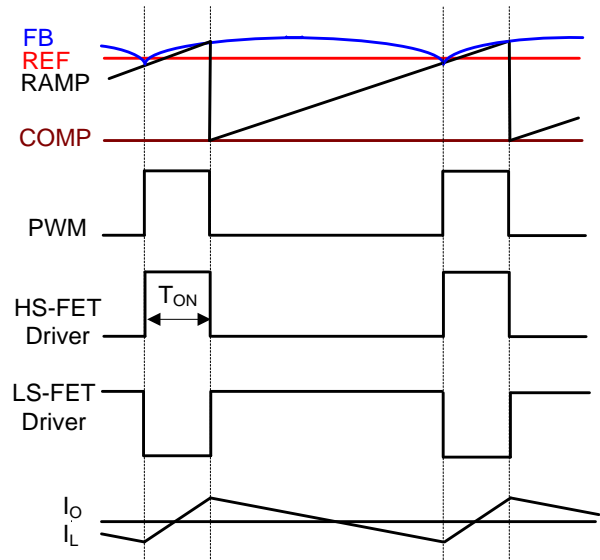 FB
REF
RAMP
COMP
PWM
HS-FET
Driver
TON
LS-FET
Driver
IO
IL